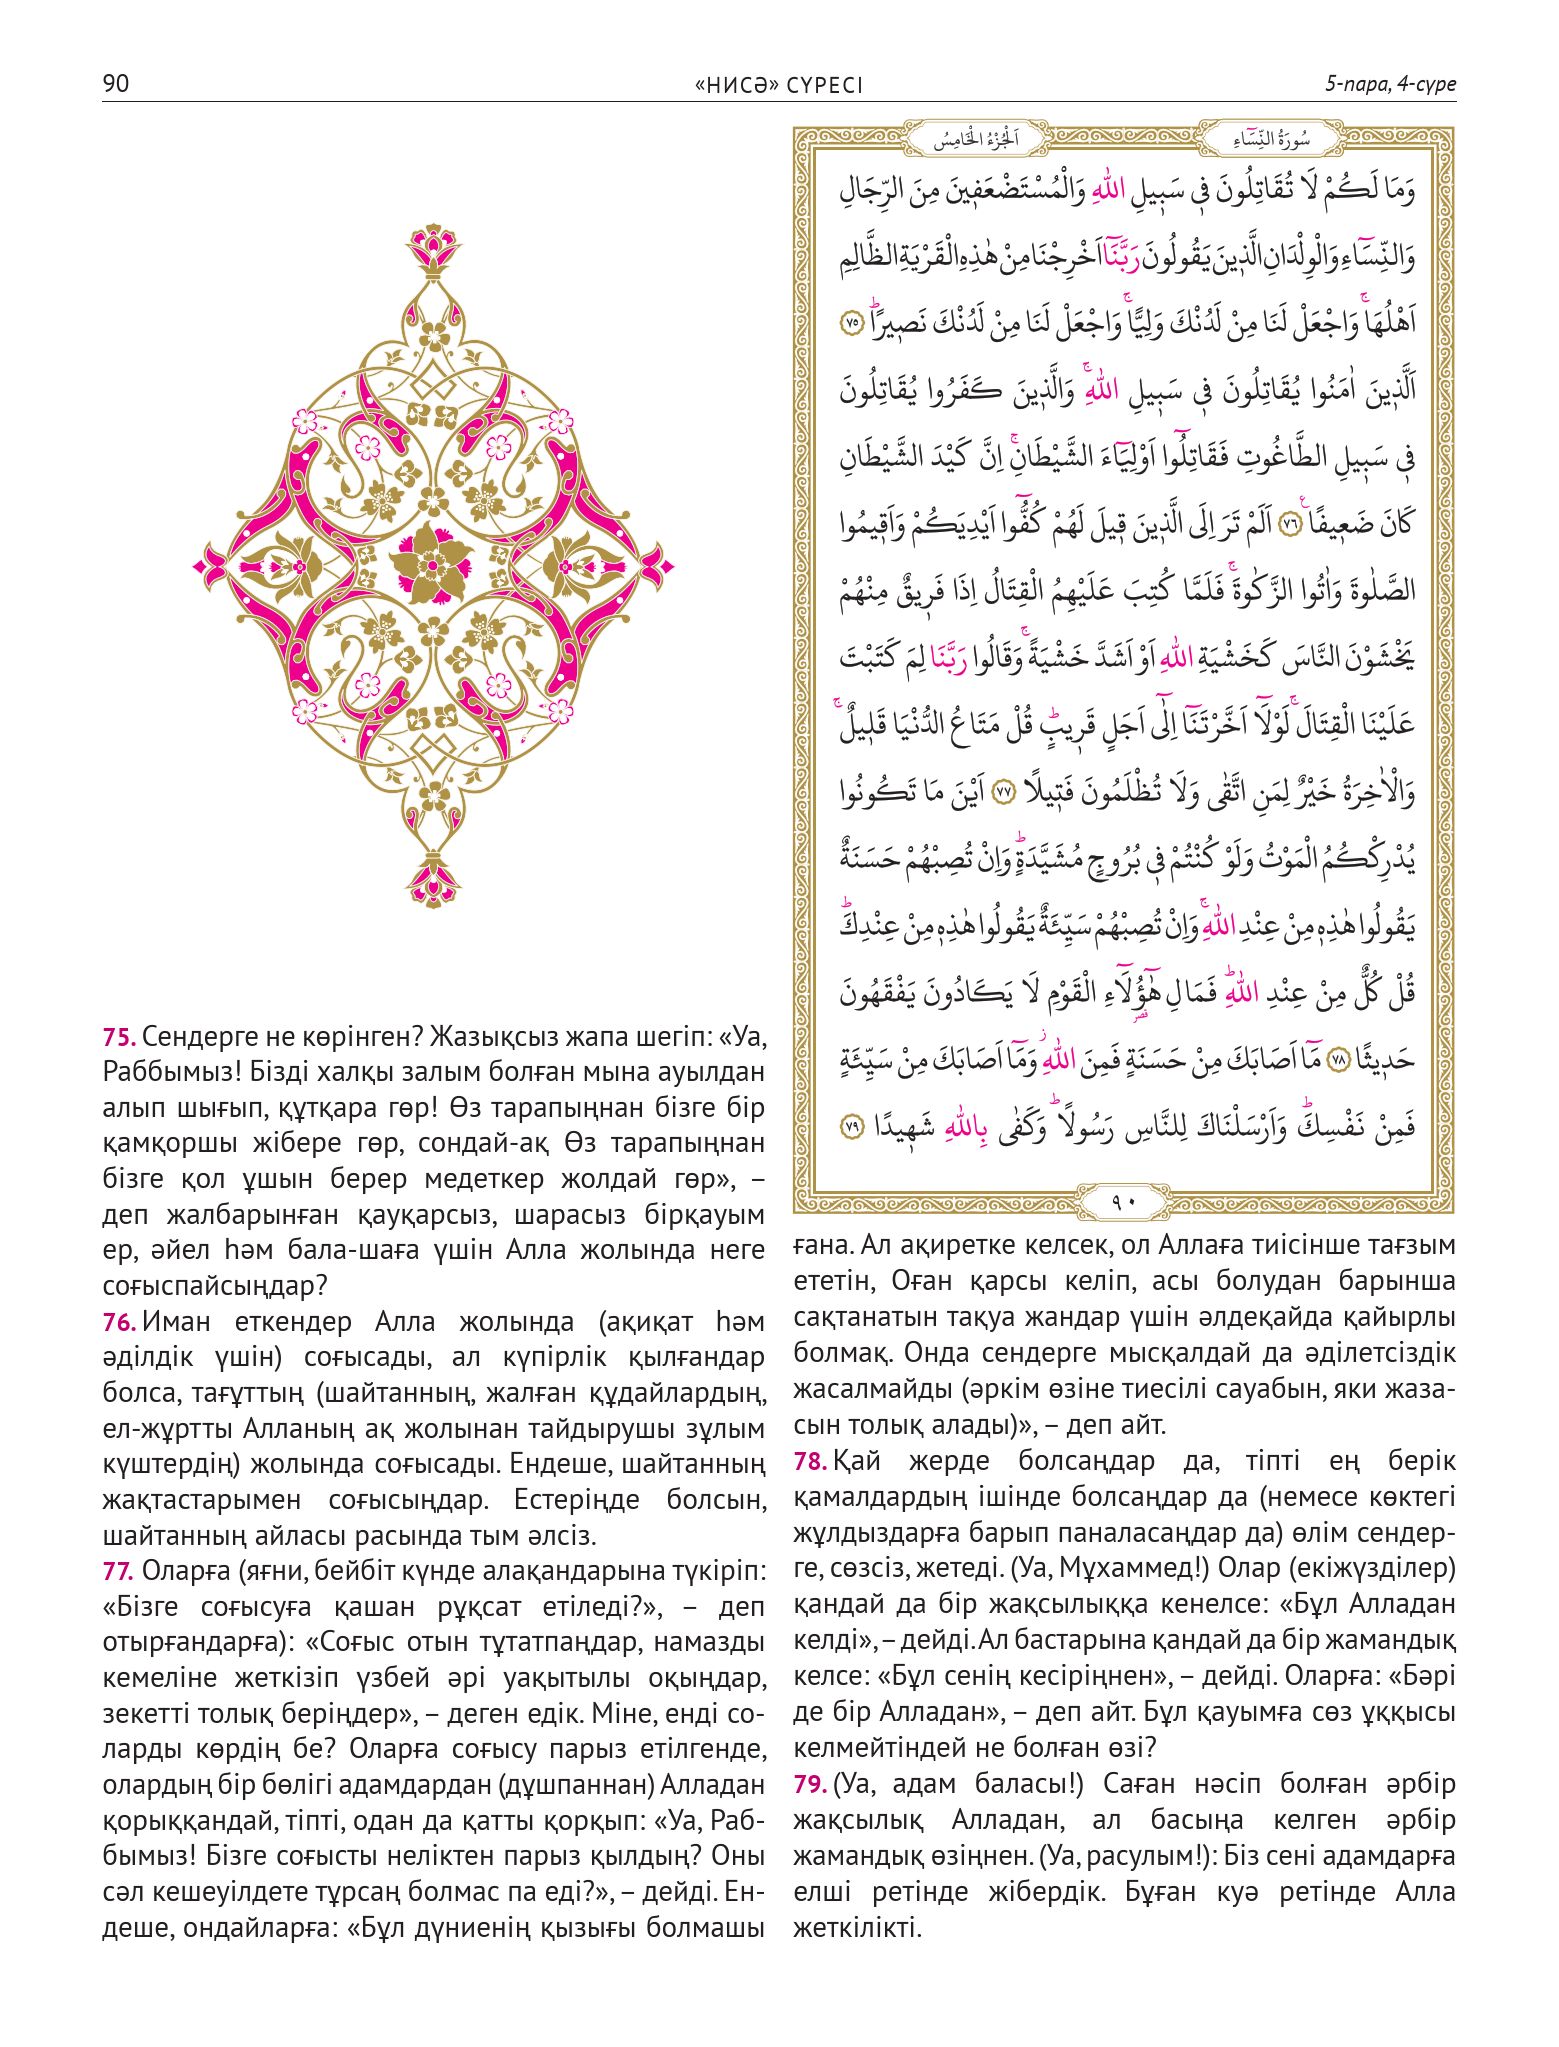 90
«НИСӘ» СҮРЕСІ
5-пара, 4-сүре
سُورَةُ النِّسَٓاءِ
اَلْجُزْءُ الْخَامِسُ
وَمَا لَكُمْ لَا تُقَاتِلُونَ ف۪ي سَب۪يلِ اللّٰهِ وَالْمُسْتَضْعَف۪ينَ مِنَ الرِّجَالِ
وَالنِّسَٓاءِ وَالْوِلْدَانِ الَّذ۪ينَ يَقُولُونَ رَبَّنَٓا اَخْرِجْنَا مِنْ هٰذِهِ الْقَرْيَةِ الظَّالِمِ
اَهْلُهَاۚ وَاجْعَلْ لَنَا مِنْ لَدُنْكَ وَلِيًّاۚ وَاجْعَلْ لَنَا مِنْ لَدُنْكَ نَص۪يرًاۜ ﴿٧٥﴾
اَلَّذ۪ينَ اٰمَنُوا يُقَاتِلُونَ ف۪ي سَب۪يلِ اللّٰهِۚ وَالَّذ۪ينَ كَفَرُوا يُقَاتِلُونَ
ف۪ي سَب۪يلِ الطَّاغُوتِ فَقَاتِلُٓوا اَوْلِيَٓاءَ الشَّيْطَانِۚ اِنَّ كَيْدَ الشَّيْطَانِ
كَانَ ضَع۪يفًا۟ ﴿٧٦﴾ اَلَمْ تَرَ اِلَى الَّذ۪ينَ ق۪يلَ لَهُمْ كُفُّٓوا اَيْدِيَكُمْ وَاَق۪يمُوا
الصَّلٰوةَ وَاٰتُوا الزَّكٰوةَۚ فَلَمَّا كُتِبَ عَلَيْهِمُ الْقِتَالُ اِذَا فَر۪يقٌ مِنْهُمْ
يَخْشَوْنَ النَّاسَ كَخَشْيَةِ اللّٰهِ اَوْ اَشَدَّ خَشْيَةًۚ وَقَالُوا رَبَّنَا لِمَ كَتَبْتَ
عَلَيْنَا الْقِتَالَۚ لَوْلَٓا اَخَّرْتَنَٓا اِلٰٓى اَجَلٍ قَر۪يبٍۜ قُلْ مَتَاعُ الدُّنْيَا قَل۪يلٌۚ
وَالْاٰخِرَةُ خَيْرٌ لِمَنِ اتَّقٰى وَلَا تُظْلَمُونَ فَت۪يلًا ﴿٧٧﴾ اَيْنَ مَا تَكُونُوا
يُدْرِكْكُمُ الْمَوْتُ وَلَوْ كُنْتُمْ ف۪ي بُرُوجٍ مُشَيَّدَةٍۜ وَاِنْ تُصِبْهُمْ حَسَنَةٌ
يَقُولُوا هٰذِه۪ مِنْ عِنْدِ اللّٰهِۚ وَاِنْ تُصِبْهُمْ سَيِّئَةٌ يَقُولُوا هٰذِه۪ مِنْ عِنْدِكَۜ
قُلْ كُلٌّ مِنْ عِنْدِ اللّٰهِۜ فَمَالِ هٰٓؤُ۬لَٓاءِ الْقَوْمِ لَا يَكَادُونَ يَفْقَهُونَ
حَد۪يثًا ﴿٧٨﴾ مَٓا اَصَابَكَ مِنْ حَسَنَةٍ فَمِنَ اللّٰهِۘ وَمَٓا اَصَابَكَ مِنْ سَيِّئَةٍ
فَمِنْ نَفْسِكَۜ وَاَرْسَلْنَاكَ لِلنَّاسِ رَسُولًاۜ وَكَفٰى بِاللّٰهِ شَه۪يدًا ﴿٧٩﴾
٩٠
75. Сендерге не көрінген? Жазықсыз жапа шегіп: «Уа,
Раббымыз! Бізді халқы залым болған мына ауылдан
алып шығып, құтқара гөр! Өз тарапыңнан бізге бір
қамқоршы жібере гөр, сондай-ақ Өз тарапыңнан
бізге қол ұшын берер медеткер жолдай гөр», –
деп жалбарынған қауқарсыз, шарасыз бірқауым
ер, әйел һәм бала-шаға үшін Алла жолында неге
соғыспайсыңдар?
76. Иман еткендер Алла жолында (ақиқат һәм
әділдік үшін) соғысады, ал күпірлік қылғандар
болса, тағұттың (шайтанның, жалған құдайлардың,
ел-жұртты Алланың ақ жолынан тайдырушы зұлым
күштердің) жолында соғысады. Ендеше, шайтанның
жақтастарымен соғысыңдар. Естеріңде болсын,
шайтанның айласы расында тым әлсіз.
77. Оларға (яғни, бейбіт күнде алақандарына түкіріп:
«Бізге соғысуға қашан рұқсат етіледі?», – деп
отырғандарға): «Соғыс отын тұтатпаңдар, намазды
кемеліне жеткізіп үзбей әрі уақытылы оқыңдар,
зекетті толық беріңдер», – деген едік. Міне, енді со-
ларды көрдің бе? Оларға соғысу парыз етілгенде,
олардың бір бөлігі адамдардан (дұшпаннан) Алладан
қорыққандай, тіпті, одан да қатты қорқып: «Уа, Раб-
бымыз! Бізге соғысты неліктен парыз қылдың? Оны
сәл кешеуілдете тұрсаң болмас па еді?», – дейді. Ен-
деше, ондайларға: «Бұл дүниенің қызығы болмашы
ғана. Ал ақиретке келсек, ол Аллаға тиісінше тағзым
ететін, Оған қарсы келіп, асы болудан барынша
сақтанатын тақуа жандар үшін әлдеқайда қайырлы
болмақ. Онда сендерге мысқалдай да әділетсіздік
жасалмайды (әркім өзіне тиесілі сауабын, яки жаза-
сын толық алады)», – деп айт.
78. Қай жерде болсаңдар да, тіпті ең берік
қамалдардың ішінде болсаңдар да (немесе көктегі
жұлдыздарға барып паналасаңдар да) өлім сендер-
ге, сөзсіз, жетеді. (Уа, Мұхаммед!) Олар (екіжүзділер)
қандай да бір жақсылыққа кенелсе: «Бұл Алладан
келді», – дейді. Ал бастарына қандай да бір жамандық
келсе: «Бұл сенің кесіріңнен», – дейді. Оларға: «Бәрі
де бір Алладан», – деп айт. Бұл қауымға сөз ұққысы
келмейтіндей не болған өзі?
79. (Уа, адам баласы!) Саған нәсіп болған әрбір
жақсылық Алладан, ал басыңа келген әрбір
жамандық өзіңнен. (Уа, расулым!): Біз сені адамдарға
елші ретінде жібердік. Бұған куә ретінде Алла
жеткілікті.